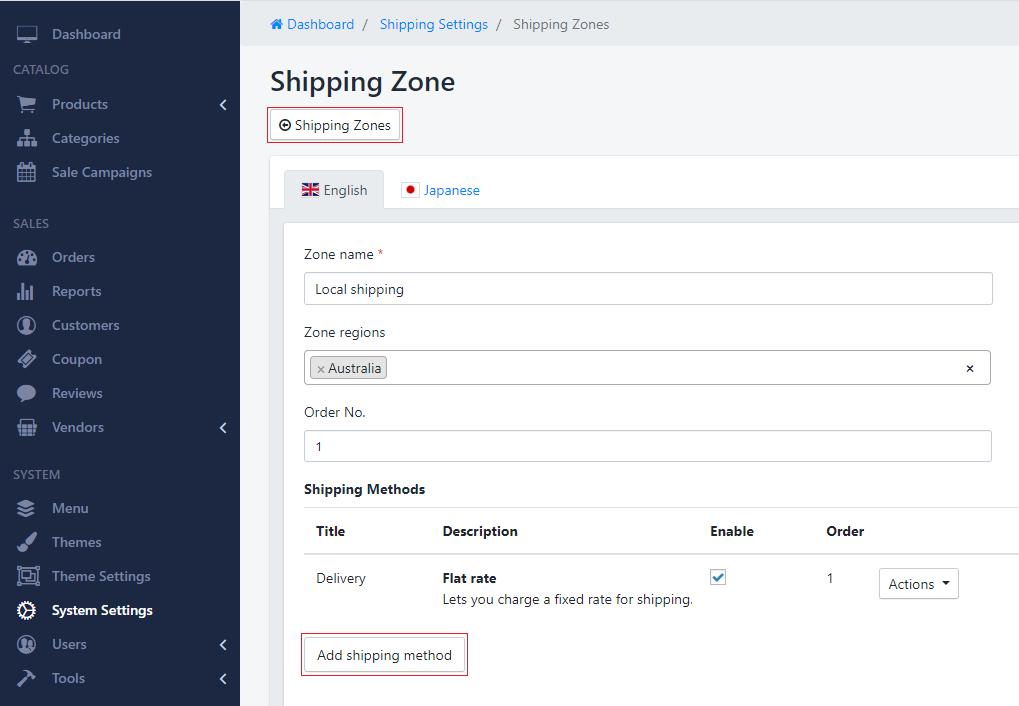 Dashboard
CATALOG
Products
Categories
Sale Campaigns
SALES
Orders
Reports
Customers
Coupon
Reviews
Vendors
SYSTEM
Menu
Themes
Theme Settings
System Settings
Users
Tools
Dashboard / Shipping Settings / Shipping Zones
Shipping Zone
Shipping Zones
English Japanese
Zone name *
Local shipping
Zone regions
× Australia ×
Order No.
1
Shipping Methods
Title Description Enable Order
Delivery Flat rate 1 Actions
Lets you charge a fixed rate for shipping.
Add shipping method